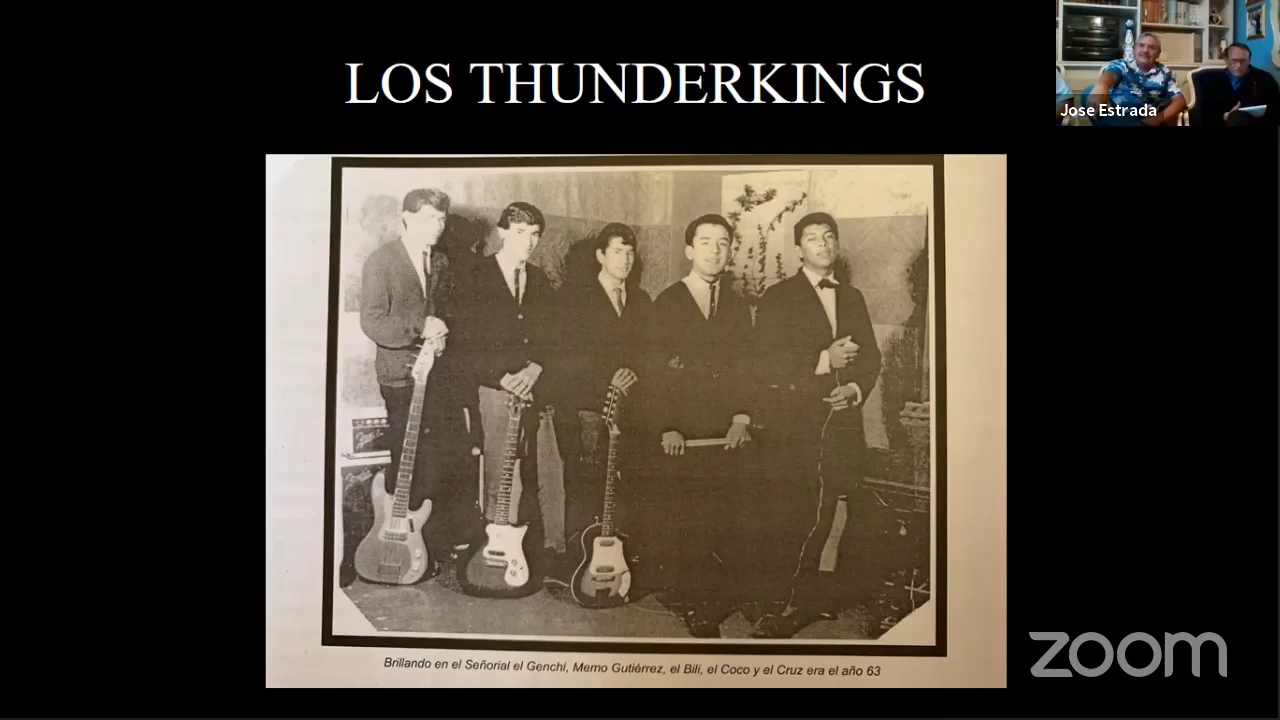 LOS THUNDERKINGS
Jose Estrada
Brillando en el Señorial el Genchi, Memo Gutiérrez, el Bili, el Coco y el Cruz era el año 63
zoom